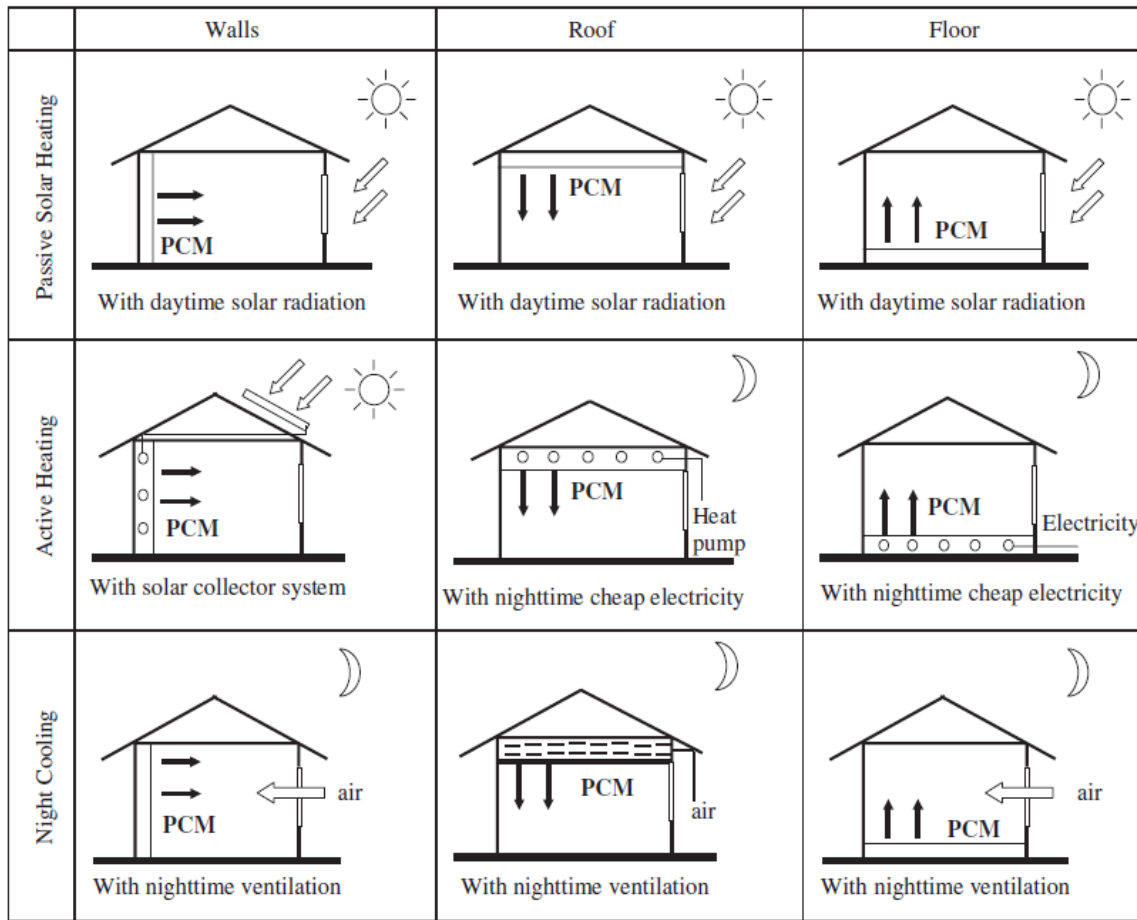 Walls
Roof
Floor
Passive Solar Heating
PCM
With daytime solar radiation
PCM
With daytime solar radiation
PCM
With daytime solar radiation
Active Heating
PCM
With solar collector system
PCM
Heat
pump
With nighttime cheap electricity
PCM
Electricity
With nighttime cheap electricity
Night Cooling
air
PCM
With nighttime ventilation
PCM
air
With nighttime ventilation
air
PCM
With nighttime ventilation